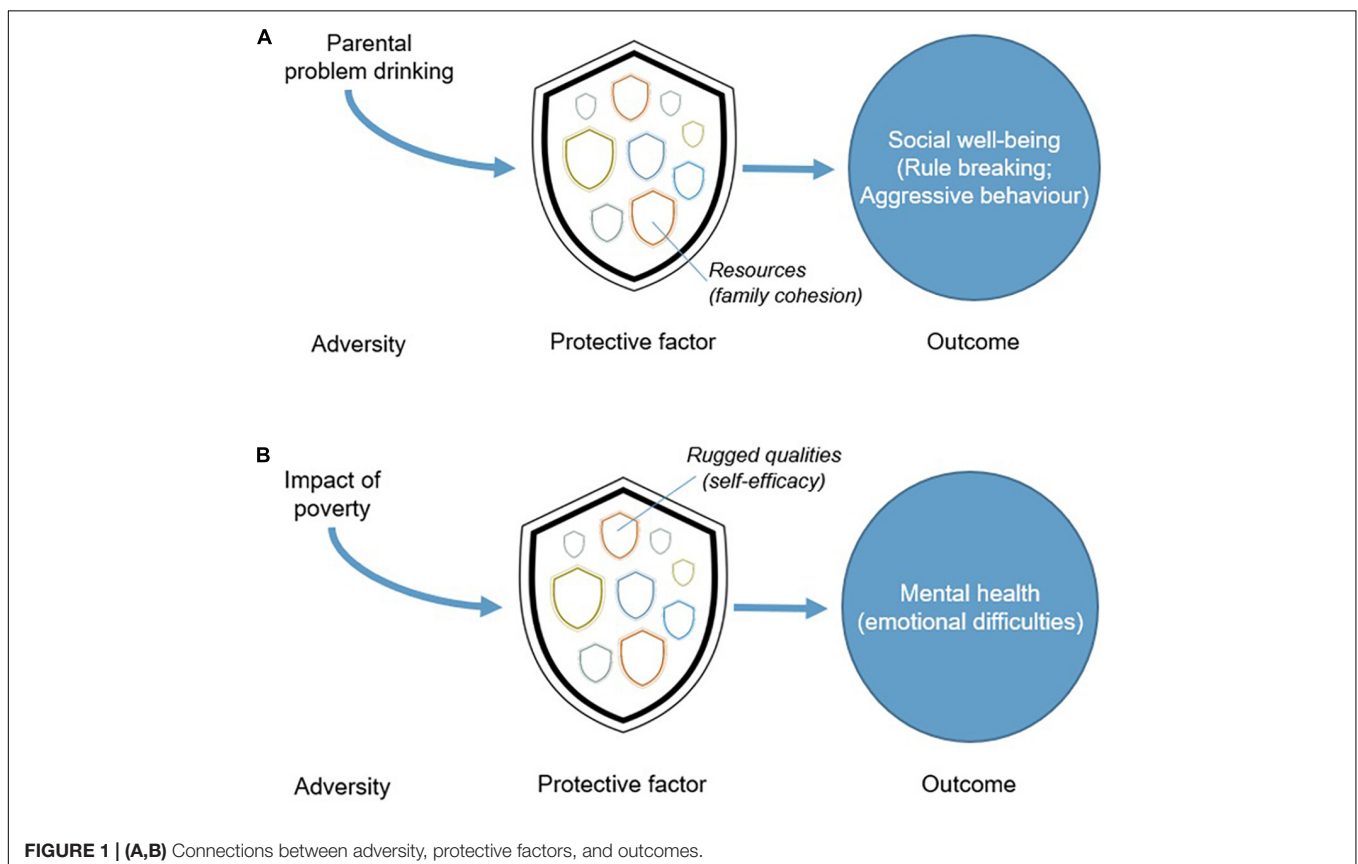 A
Parental
problem drinking
Social well-being
(Rule breaking;
Aggressive behaviour)
Resources
(family cohesion)
Adversity
Protective factor
Outcome
B
Rugged qualities
(self-efficacy)
Impact of
poverty
Mental health
(emotional difficulties)
Adversity
Protective factor
Outcome
FIGURE 1 | (A,B) Connections between adversity, protective factors, and outcomes.